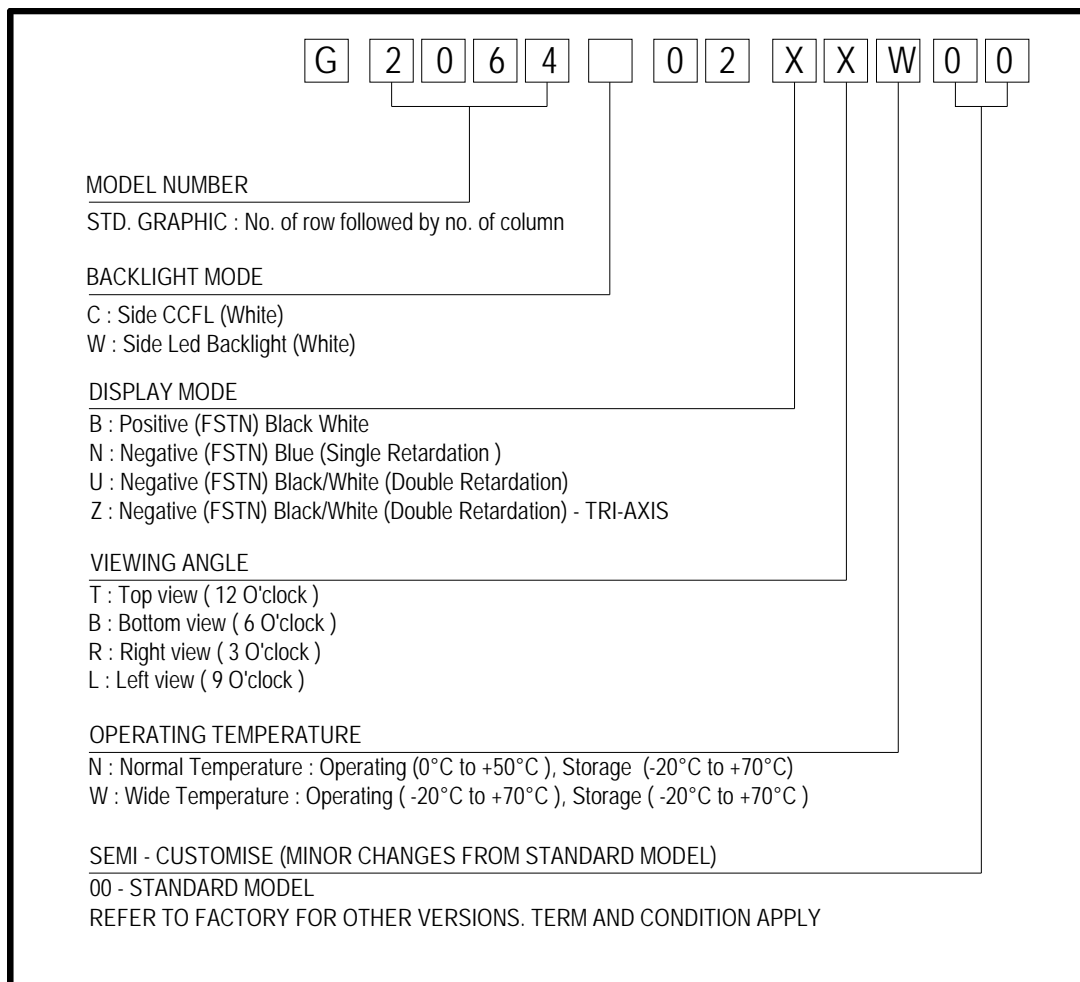 G 2 0 6 4 0 2 X X W 0 0
MODEL NUMBER
STD. GRAPHIC : No. of row followed by no. of column
BACKLIGHT MODE
C : Side CCFL (White)
W : Side Led Backlight (White)
DISPLAY MODE
B : Positive (FSTN) Black White
N : Negative (FSTN) Blue (Single Retardation )
U : Negative (FSTN) Black/White (Double Retardation)
Z : Negative (FSTN) Black/White (Double Retardation) - TRI-AXIS
VIEWING ANGLE
T : Top view ( 12 O'clock )
B : Bottom view ( 6 O'clock )
R : Right view ( 3 O'clock )
L : Left view ( 9 O'clock )
OPERATING TEMPERATURE
N : Normal Temperature : Operating (0°C to +50°C ), Storage (-20°C to +70°C)
W : Wide Temperature : Operating ( -20°C to +70°C ), Storage ( -20°C to +70°C )
SEMI - CUSTOMISE (MINOR CHANGES FROM STANDARD MODEL)
00 - STANDARD MODEL
REFER TO FACTORY FOR OTHER VERSIONS. TERM AND CONDITION APPLY